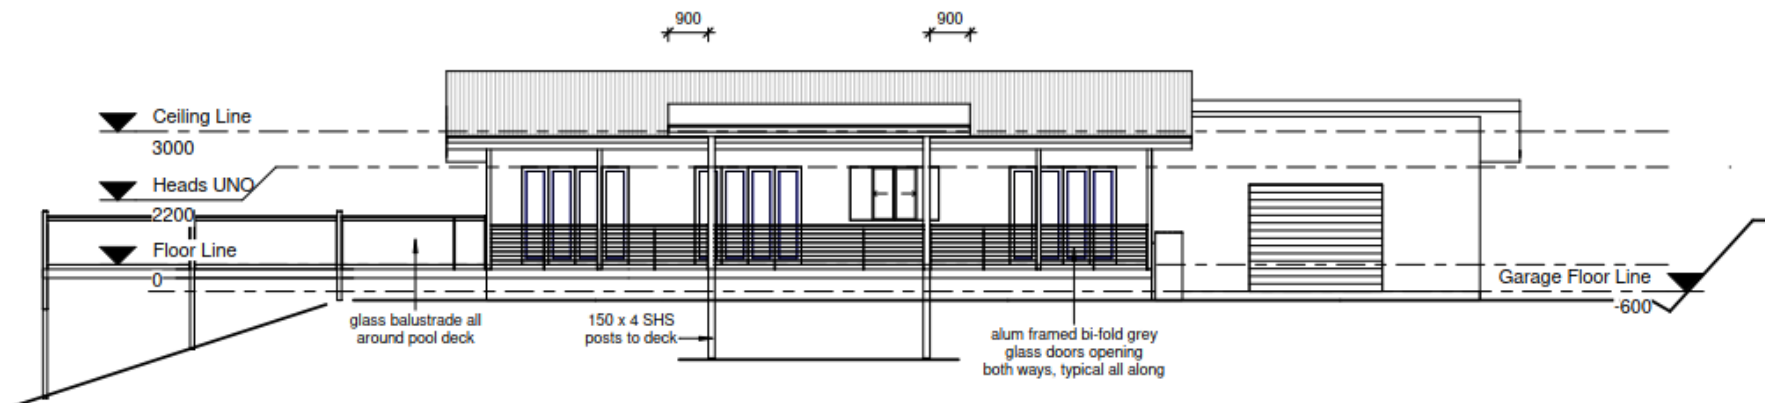 900
900
Ceiling Line
3000
Heads UNO
2200
Floor Line
0
Garage Floor Line
-600
glass balustrade all
around pool deck
150 x 4 SHS
posts to deck
alum framed bi-fold grey
glass doors opening
both ways, typical all along